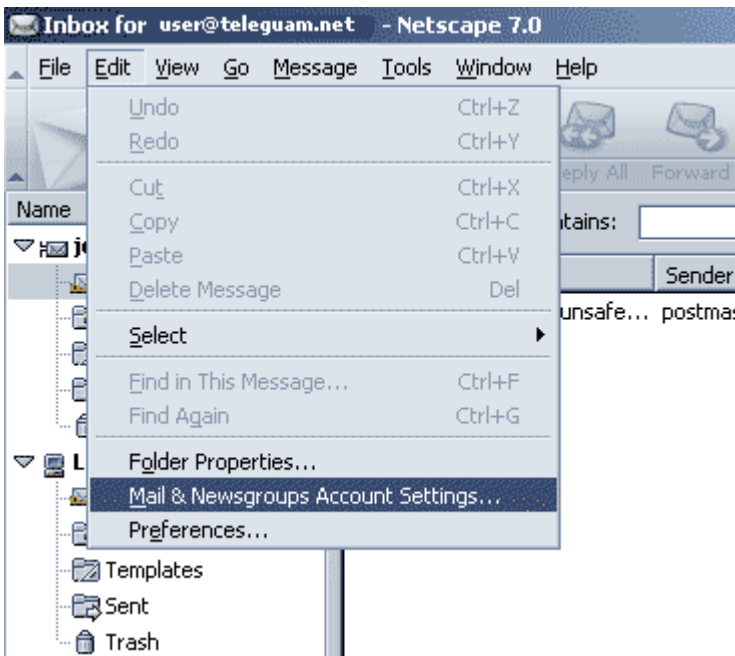 Inbox for user@teleguam.net - Netscape 7.0
File Edit View Go Message Tools Window Help
Undo Ctrl+Z
Redo Ctrl+Y
Cut Ctrl+X
Copy Ctrl+C
Paste Ctrl+V
Delete Message Del
Select
Find in This Message... Ctrl+F
Find Again Ctrl+G
Folder Properties...
Mail & Newsgroups Account Settings...
Preferences...
eply All Forward
Name
tains:
Sender
unsafe... postmas
Templates
Sent
Trash